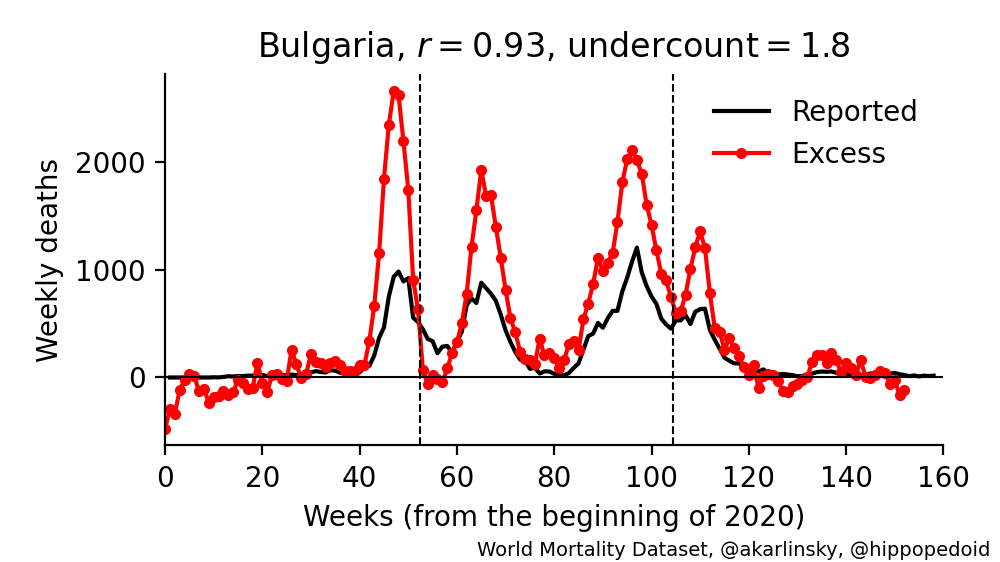 Bulgaria, r = 0.93, undercount = 1.8
Reported
Excess
Weekly deaths
2000
1000
0
0 20 40 60 80 100 120 140 160
Weeks (from the beginning of 2020)
World Mortality Dataset, @akarlinsky, @hippopedoid